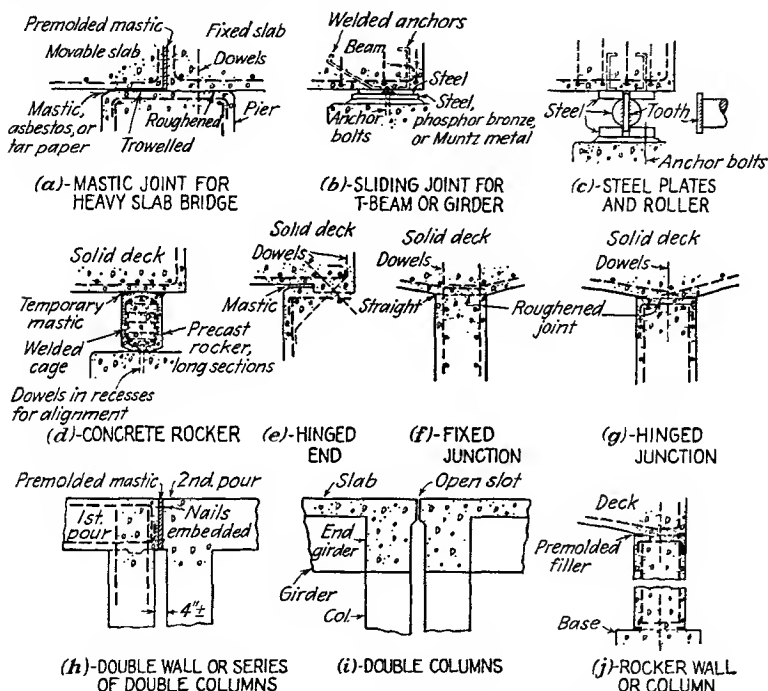 Premolded mastic
Movable slab
Fixed slab
Dowels
Mastic, asbestos, or tar paper
Roughened
Trowelled
Pier
(a)-MASTIC JOINT FOR
HEAVY SLAB BRIDGE
Welded anchors
Beam
Steel
Anchor bolts
Steel, phosphor bronze, or Muntz metal
(b)-SLIDING JOINT FOR
T-BEAM OR GIRDER
Steel
Tooth
Anchor bolts
(c)-STEEL PLATES
AND ROLLER
Solid deck
Temporary mastic
Welded cage
Precast rocker, long sections
Dowels in recesses
for alignment
(d)-CONCRETE ROCKER
Solid deck
Dowels
Mastic
(e)-HINGED
END
Solid deck
Dowels
Straight
Roughened joint
(f)-FIXED
JUNCTION
Solid deck
Dowels
(g)-HINGED
JUNCTION
Premolded mastic
2nd. pour
1st. pour
Nails embedded
4"±
(h)-DOUBLE WALL OR SERIES
OF DOUBLE COLUMNS
Slab
Open slot
End girder
Girder
Col.
(i)-DOUBLE COLUMNS
Deck
Premolded filler
Base
(j)-ROCKER WALL
OR COLUMN